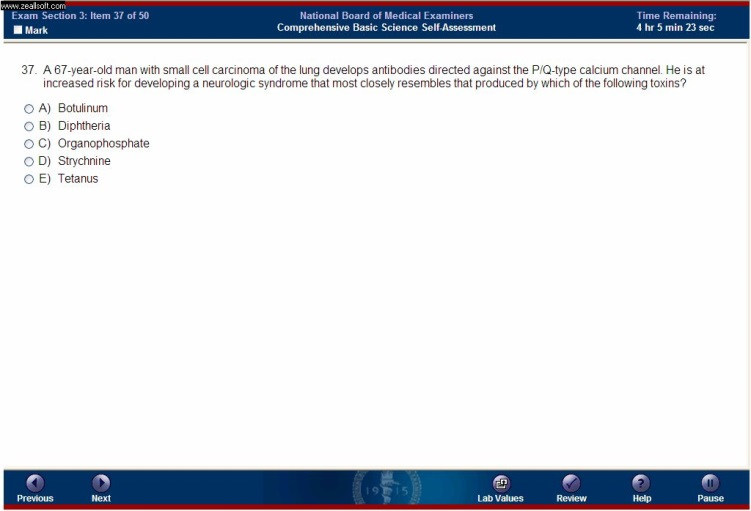 www.zeallsoft.com
Exam Section 3: Item 37 of 50
National Board of Medical Examiners
Time Remaining:
Mark
Comprehensive Basic Science Self-Assessment
4 hr 5 min 23 sec
37. A 67-year-old man with small cell carcinoma of the lung develops antibodies directed against the P/Q-type calcium channel. He is at
increased risk for developing a neurologic syndrome that most closely resembles that produced by which of the following toxins?
A) Botulinum
B) Diphtheria
C) Organophosphate
D) Strychnine
E) Tetanus
1915
Previous
Next
Lab Values
Review
Help
Pause